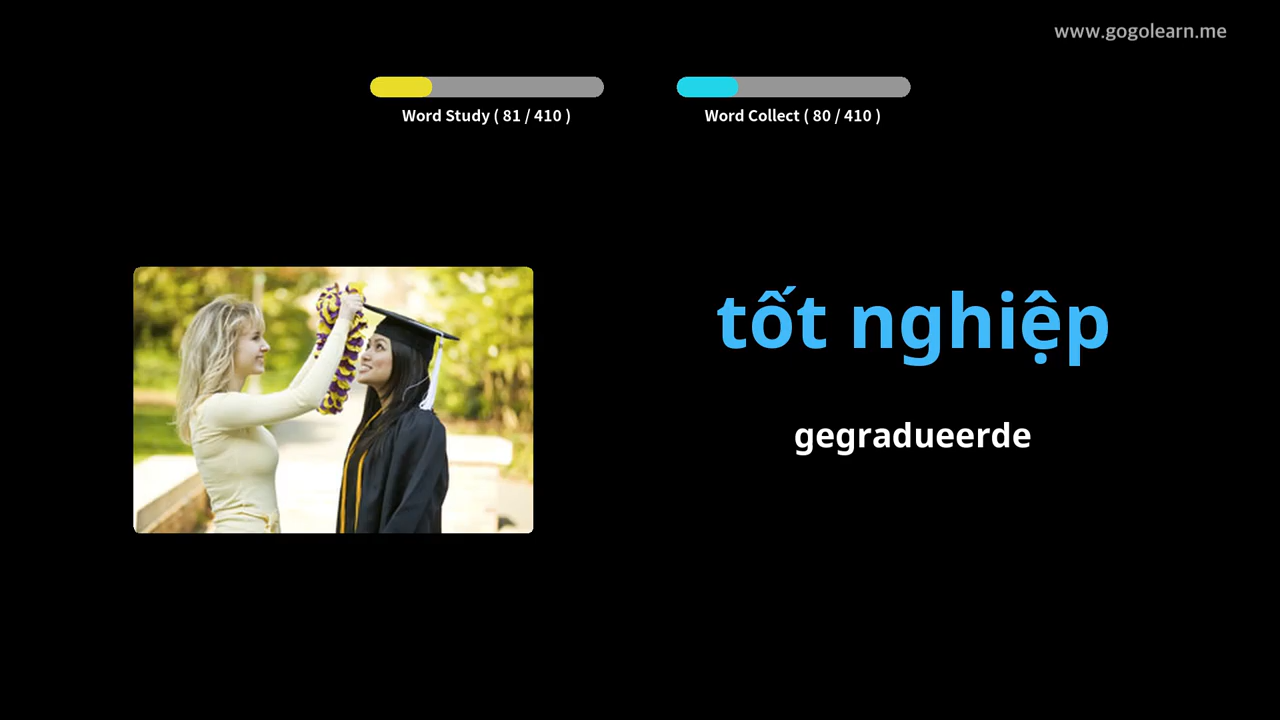 www.gogolearn.me
Word Study ( 81 / 410 )
Word Collect ( 80 / 410 )
tốt nghiệp
gegradueerde